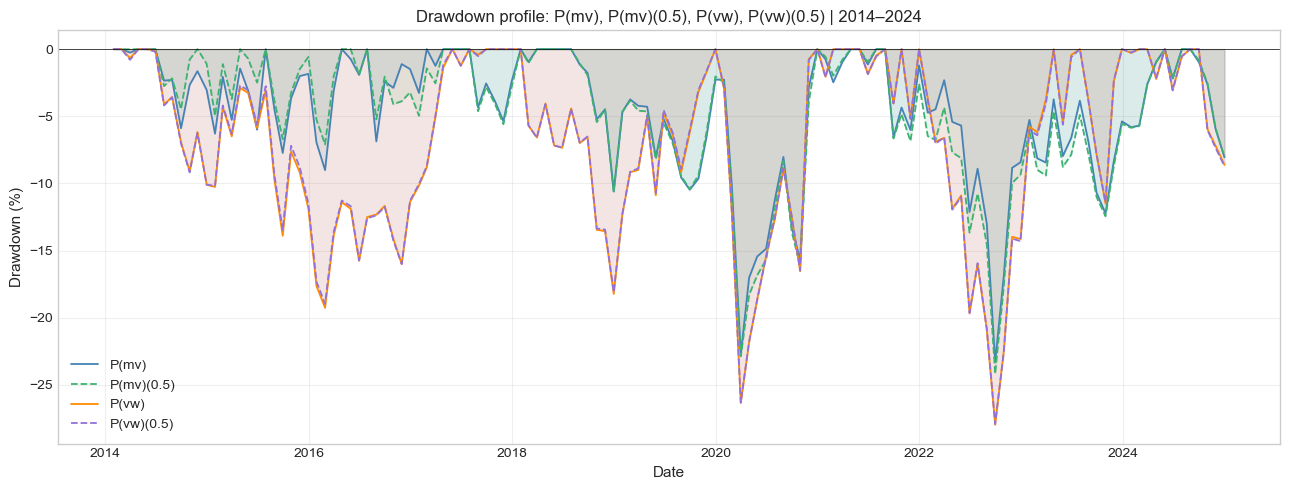 Drawdown profile: P(mv), P(mv)(0.5), P(vw), P(vw)(0.5) | 2014–2024
Drawdown (%)
0
−5
−10
−15
−20
−25
P(mv)
P(mv)(0.5)
P(vw)
P(vw)(0.5)
2014
2016
2018
2020
2022
2024
Date